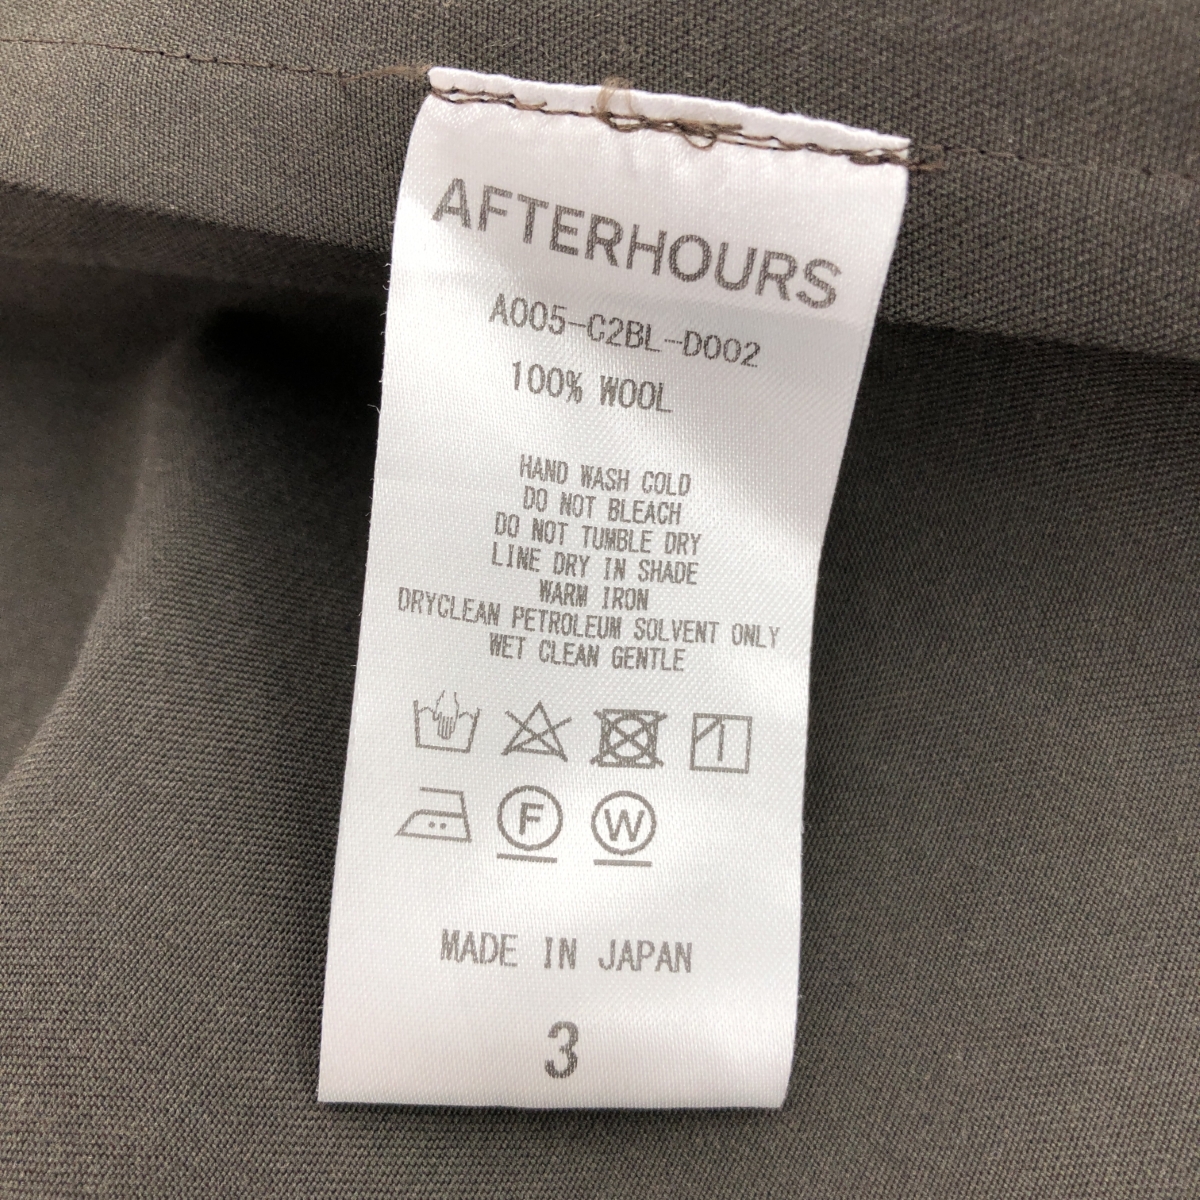 AFTERHOURS
A005-C2BL-D002
100% WOOL
HAND WASH COLD
DO NOT BLEACH
DO NOT TUMBLE DRY
LINE DRY IN SHADE
WARM IRON
DRYCLEAN PETROLEUM SOLVENT ONLY
WET CLEAN GENTLE
F W
MADE IN JAPAN
3